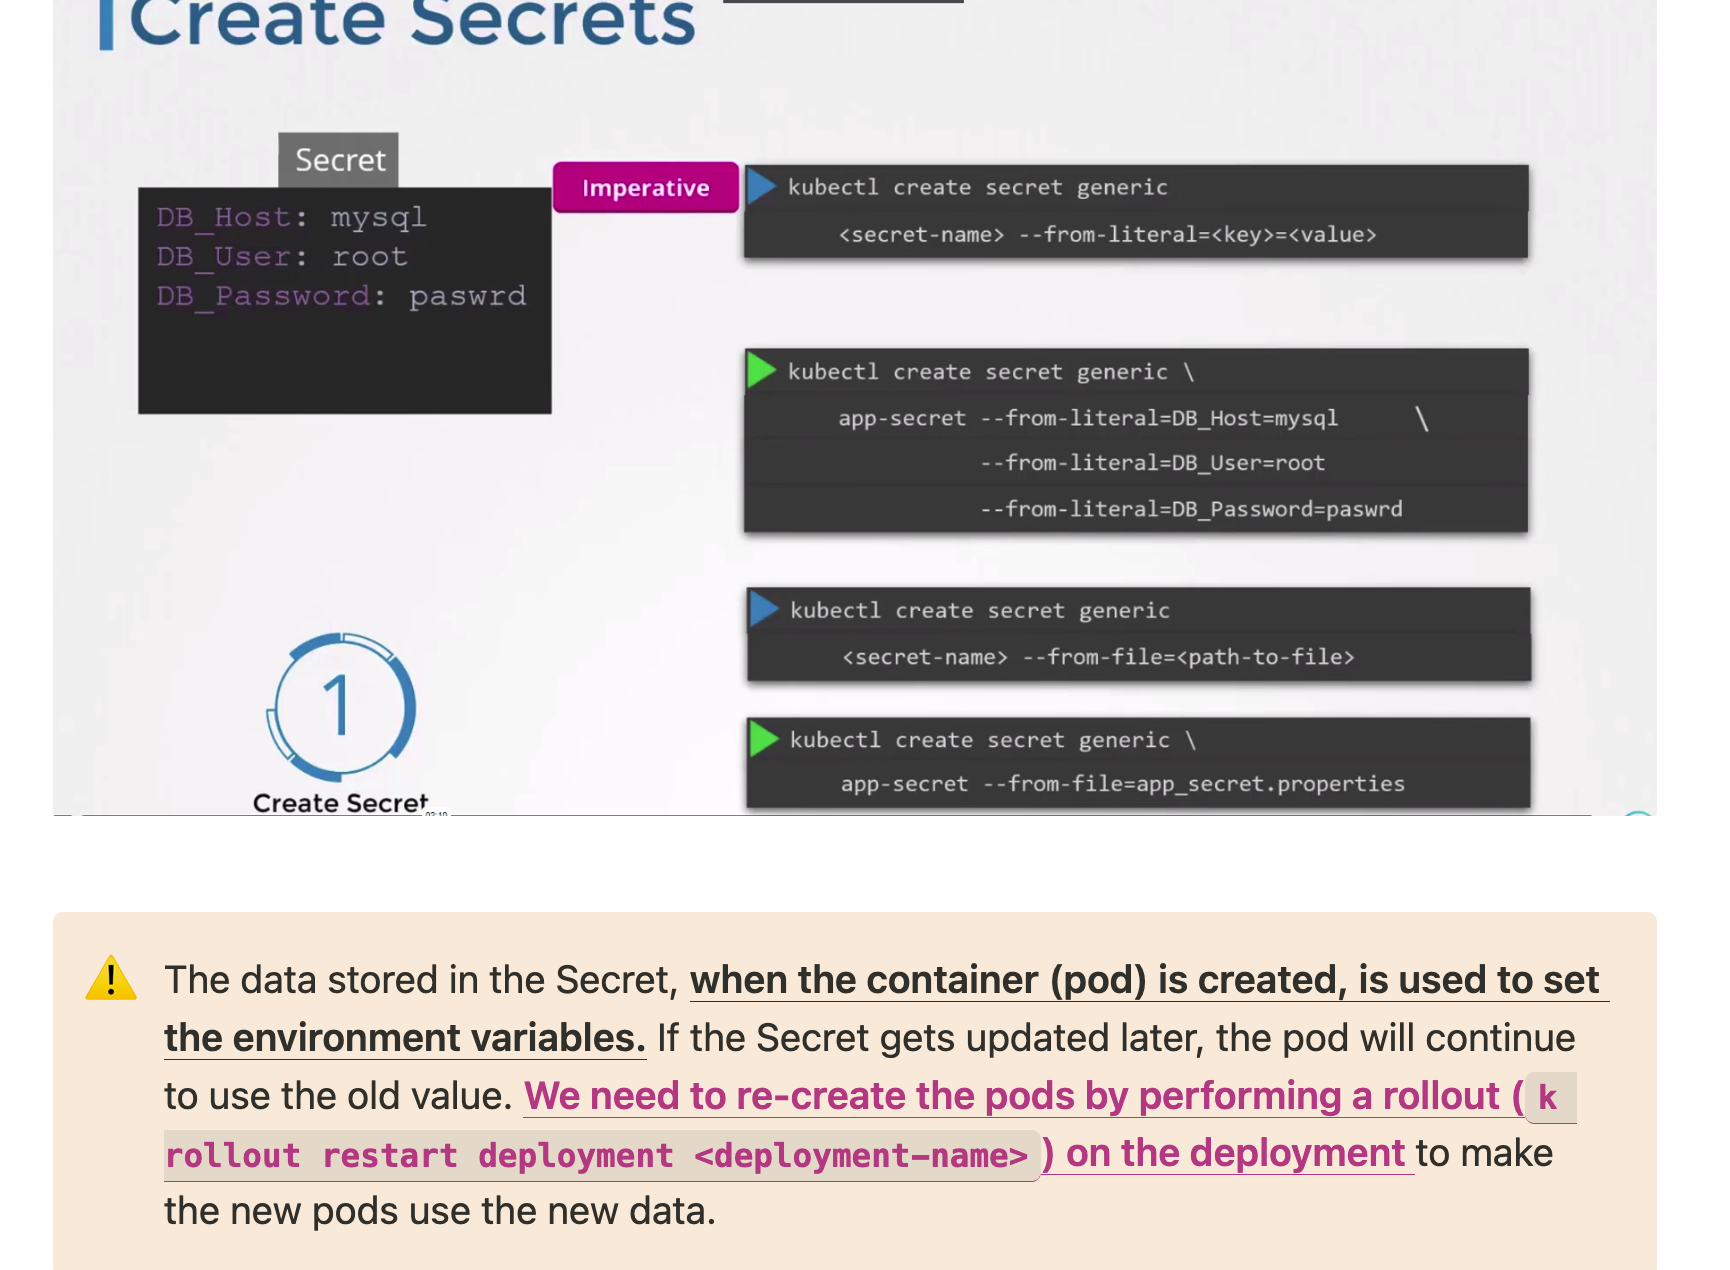 Create Secrets
Secret
DB_Host: mysql
DB_User: root
DB_Password: paswrd
Imperative
kubectl create secret generic
<secret-name> --from-literal=<key>=<value>
kubectl create secret generic \
app-secret --from-literal=DB_Host=mysql \
--from-literal=DB_User=root
--from-literal=DB_Password=paswrd
kubectl create secret generic
<secret-name> --from-file=<path-to-file>
kubectl create secret generic \
app-secret --from-file=app_secret.properties
1
Create Secret
The data stored in the Secret, when the container (pod) is created, is used to set
the environment variables. If the Secret gets updated later, the pod will continue
to use the old value. We need to re-create the pods by performing a rollout ( k
rollout restart deployment <deployment-name> ) on the deployment to make
the new pods use the new data.